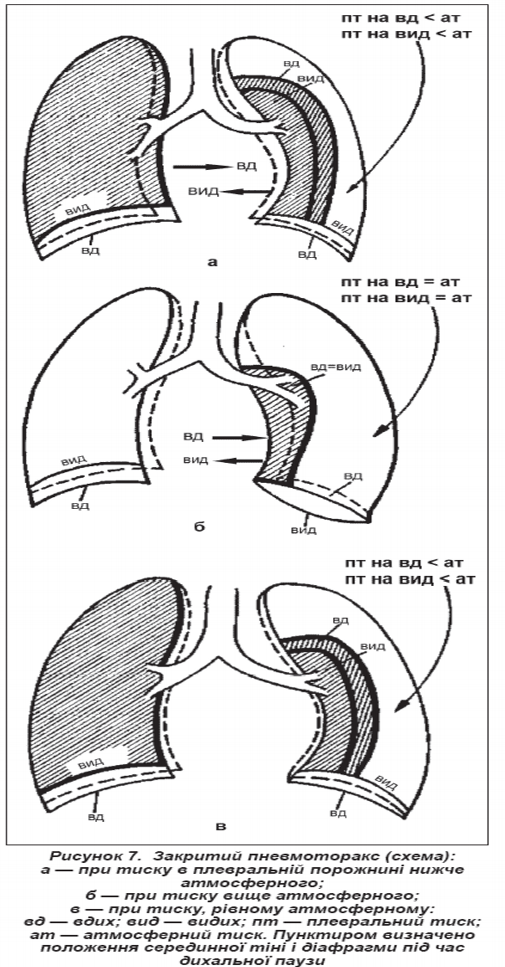 пт на вд < ат
пт на вид < ат
вд
вид
вд
вид
вид
вд
вид
вд
а
пт на вд = ат
пт на вид = ат
вд=вид
вд
вид
вид
вд
вд
вид
б
пт на вд < ат
пт на вид < ат
вд
вид
вид
вд
вид
вд
в
Рисунок 7. Закритий пневмоторакс (схема):
а — при тиску в плевральній порожнині нижче
атмосферного;
б — при тиску вище атмосферного;
в — при тиску, рівному атмосферному:
вд — вдих; вид — видих; пт — плевральний тиск;
ат — атмосферний тиск. Пунктиром визначено
положення серединної тіні і діафрагми під час
дихальної паузи